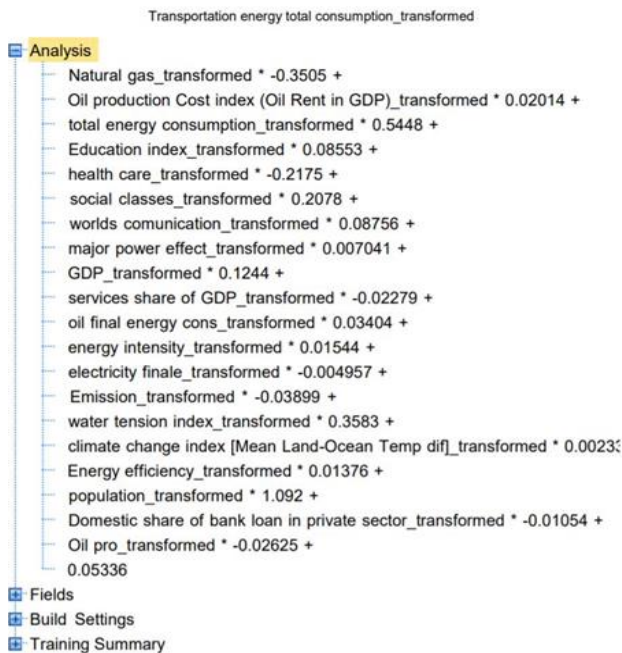 Transportation energy total consumption_transformed
Analysis
Natural gas_transformed * -0.3505 +
Oil production Cost index (Oil Rent in GDP)_transformed * 0.02014 +
total energy consumption_transformed * 0.5448 +
Education index_transformed * 0.08553 +
health care_transformed * -0.2175 +
social classes_transformed * 0.2078 +
worlds comunication_transformed * 0.08756 +
major power effect_transformed * 0.007041 +
GDP_transformed * 0.1244 +
services share of GDP_transformed * -0.02279 +
oil final energy cons_transformed * 0.03404 +
energy intensity_transformed * 0.01544 +
electricity finale_transformed * -0.004957 +
Emission_transformed * -0.03899 +
water tension index_transformed * 0.3583 +
climate change index [Mean Land-Ocean Temp dif]_transformed * 0.00233
Energy efficiency_transformed * 0.01376 +
population_transformed * 1.092 +
Domestic share of bank loan in private sector_transformed * -0.01054 +
Oil pro_transformed * -0.02625 +
0.05336
Fields
Build Settings
Training Summary